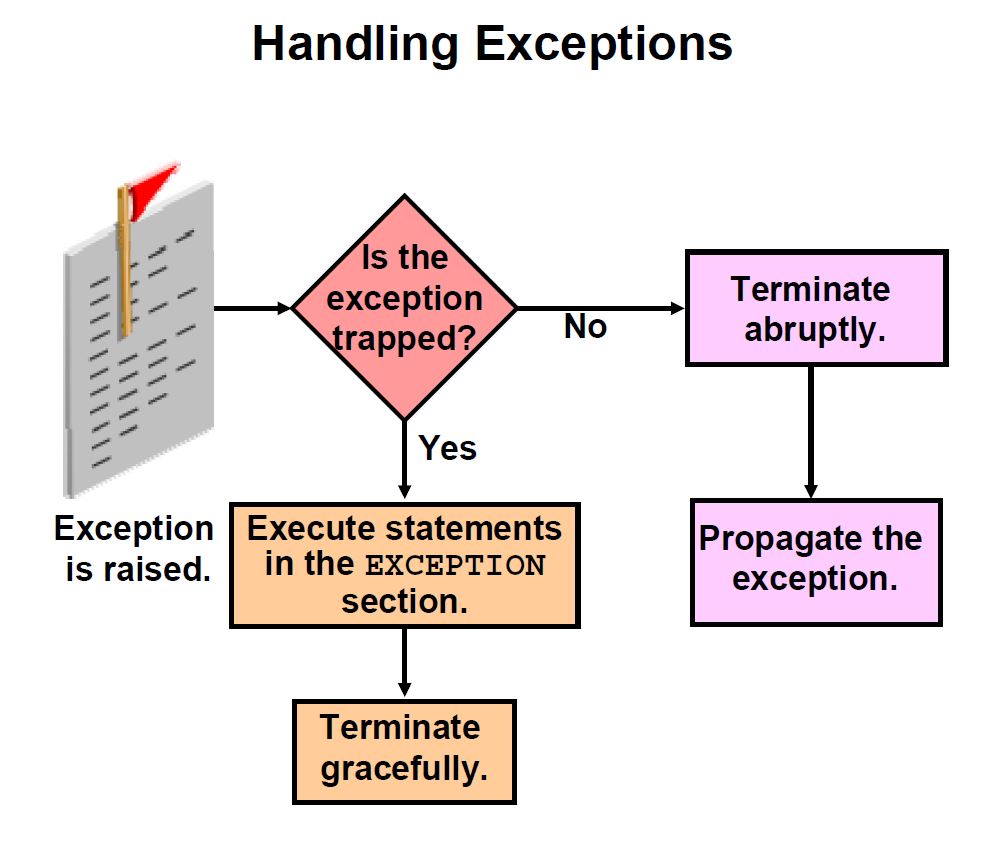 Handling Exceptions
Is the
exception
trapped?
No
Terminate
abruptly.
Yes
Exception
is raised.
Execute statements
in the EXCEPTION
section.
Propagate the
exception.
Terminate
gracefully.